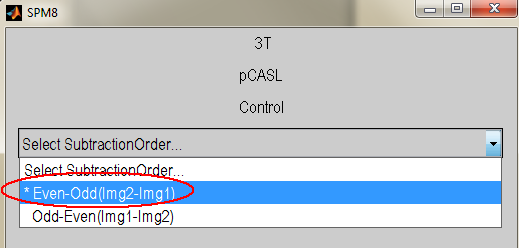 SPM8
3T
pCASL
Control
Select SubtractionOrder...
Select SubtractionOrder...
* Even-Odd(Img2-Img1)
Odd-Even(Img1-Img2)